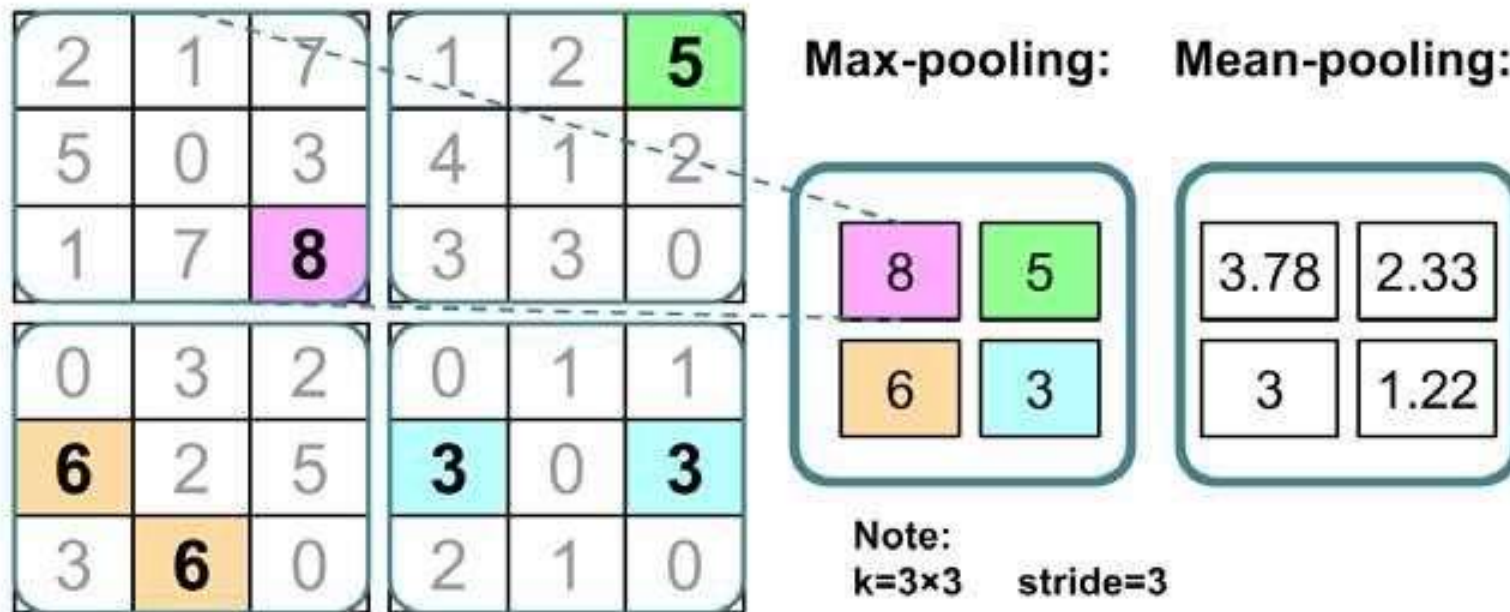 2 1 7 1 2 5
5 0 3 4 1 2
1 7 8 3 3 0
0 3 2 0 1 1
6 2 5 3 0 3
3 6 0 2 1 0
Max-pooling:
8 5
6 3
Mean-pooling:
3.78 2.33
3 1.22
Note:
k=3×3 stride=3